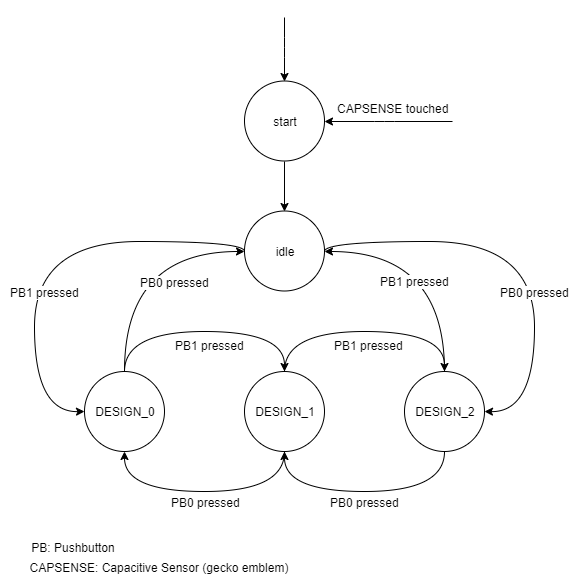 start
CAPSENSE touched
idle
PB1 pressed
PB0 pressed
PB1 pressed
PB0 pressed
PB1 pressed
PB1 pressed
DESIGN_0
DESIGN_1
DESIGN_2
PB0 pressed
PB0 pressed
PB: Pushbutton
CAPSENSE: Capacitive Sensor (gecko emblem)